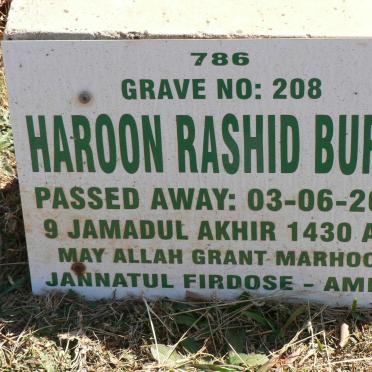 786
GRAVE NO: 208
HAROON RASHID BUR
PASSED AWAY: 03-06-20
9 JAMADUL AKHIR 1430 A
MAY ALLAH GRANT MARHOO
JANNATUL FIRDOSE - AM